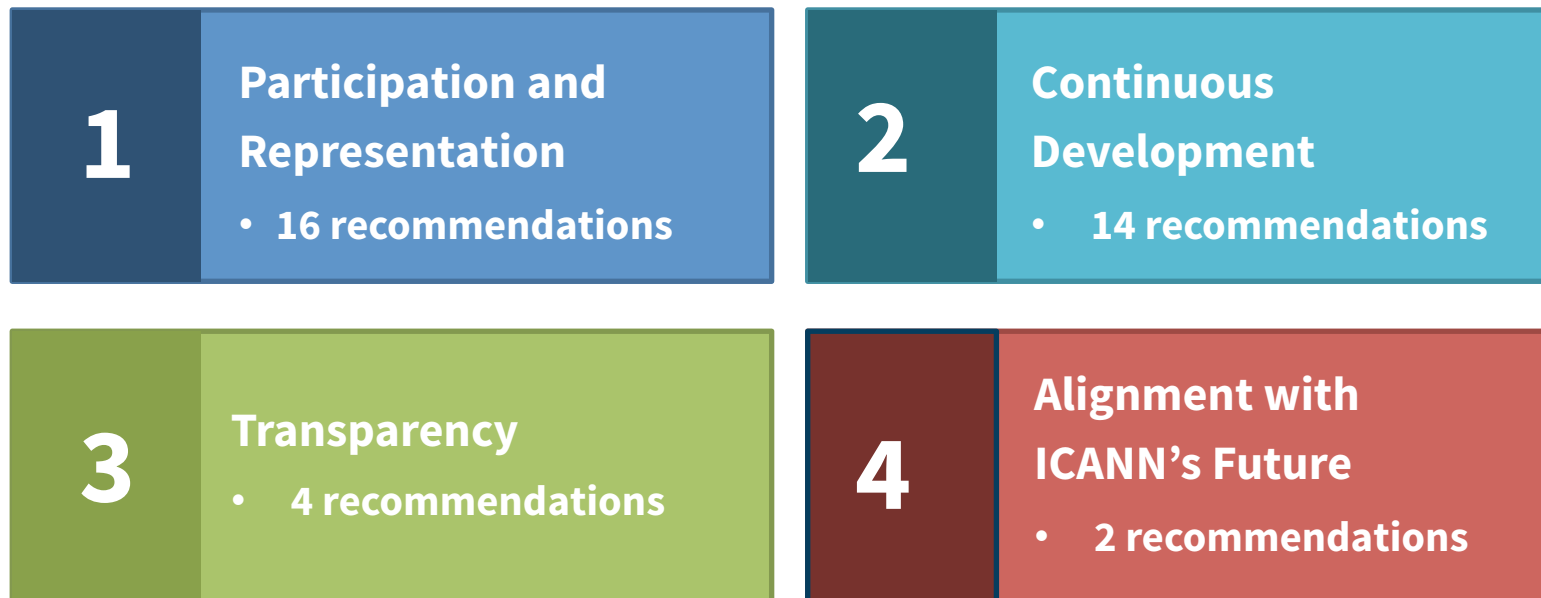 1
Participation and
Representation
• 16 recommendations
2
Continuous
Development
• 14 recommendations
3
Transparency
• 4 recommendations
4
Alignment with
ICANN’s Future
• 2 recommendations